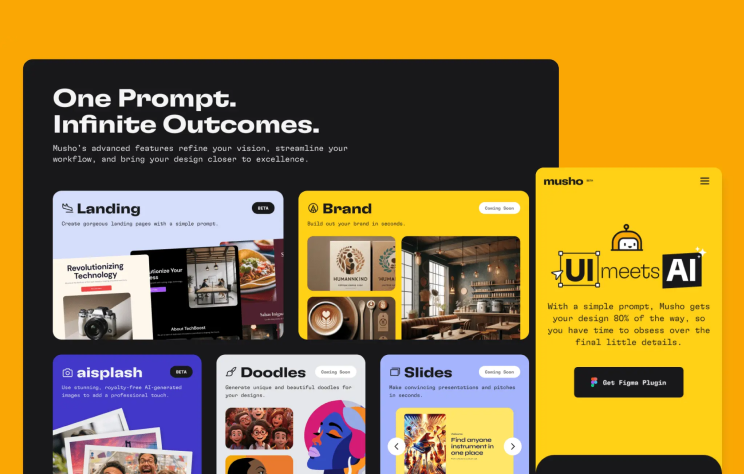 One Prompt.
Infinite Outcomes.
Musho's advanced features refine your vision, streamline your
workflow, and bring your design closer to excellence.
Landing
BETA
Create gorgeous landing pages with a simple prompt.
Revolutionizing
Technology
About TechBoost
Brand
Coming Soon
Build out your brand in seconds.
HUMANNKIND
aisplash
BETA
Use stunning, royalty-free AI-generated
images to add a professional touch.
Doodles
Coming Soon
Generate unique and beautiful doodles for
your designs.
Slides
Coming Soon
Make convincing presentations and pitches
in seconds.
Find anyone
instrument in
one place
musho
BETA
UI meets AI
With a simple prompt, Musho gets
your design 80% of the way, so
you have time to obsess over the
final little details.
Get Figma Plugin